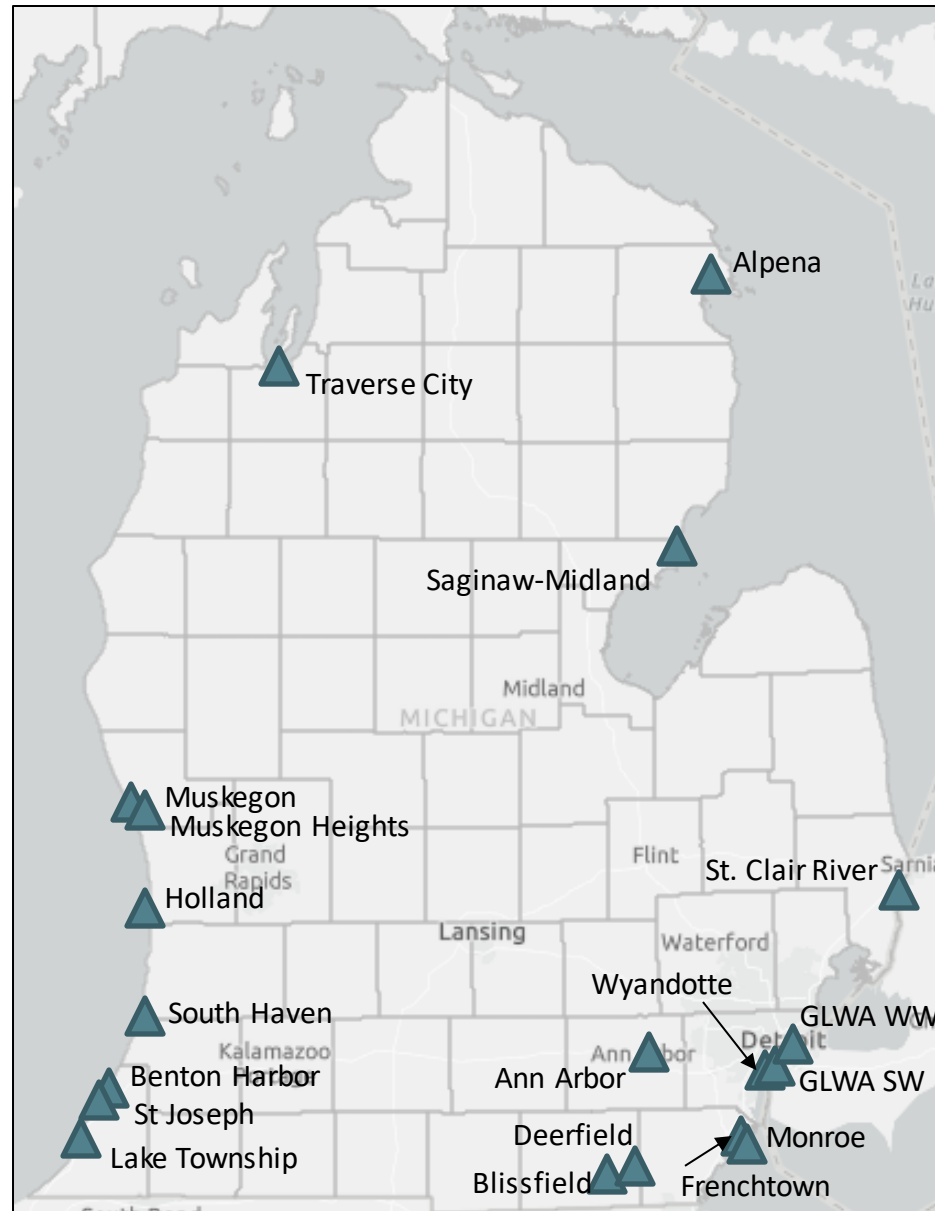 Alpena
Traverse City
Saginaw-Midland
Midland
MICHIGAN
Muskegon
Muskegon Heights
Grand
Rapids
Flint
St. Clair River
Sarnia
Holland
Lansing
Waterford
Wyandotte
South Haven
GLWA WW
Detroit
Kalamazoo
Ann Arbor
Ann Arbor
GLWA SW
Benton Harbor
St Joseph
Deerfield
Monroe
Lake Township
Blissfield
Frenchtown